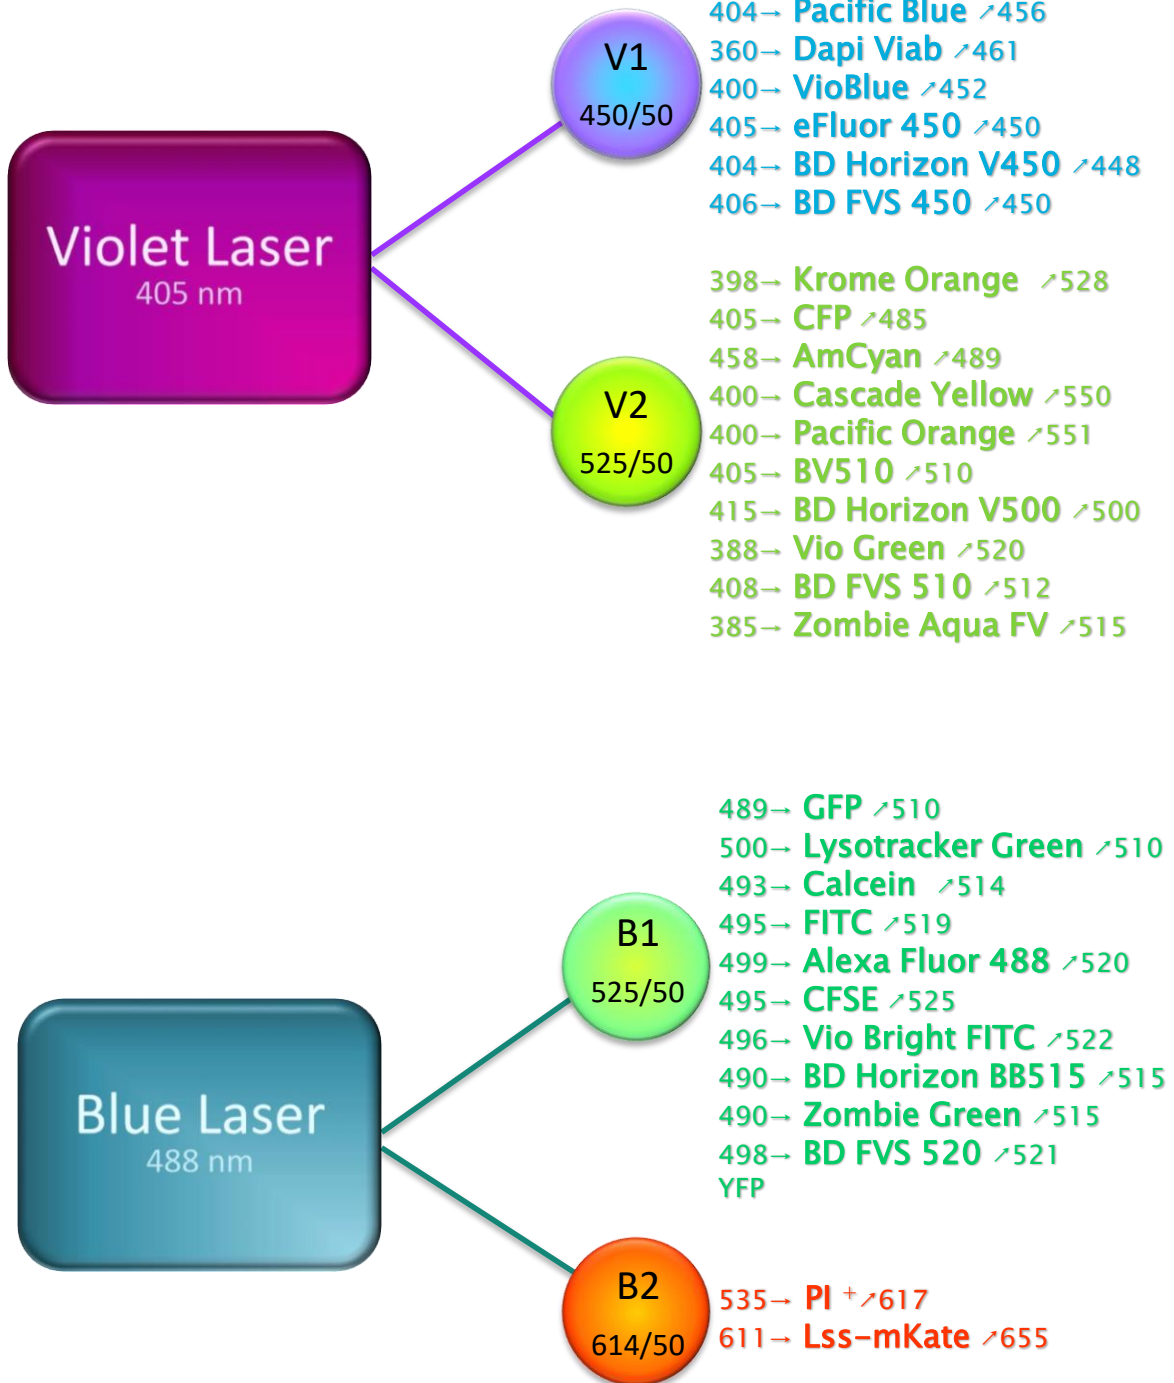 404→ Pacific Blue ↗456
V1
360→ Dapi Viab ↗461
400→ VioBlue ↗452
450/50
405→ eFluor 450 ↗450
404→ BD Horizon V450 ↗448
406→ BD FVS 450 ↗450
Violet Laser
405 nm
398→ Krome Orange ↗528
405→ CFP ↗485
458→ AmCyan ↗489
V2
400→ Cascade Yellow ↗550
400→ Pacific Orange ↗551
525/50
405→ BV510 ↗510
415→ BD Horizon V500 ↗500
388→ Vio Green ↗520
408→ BD FVS 510 ↗512
385→ Zombie Aqua FV ↗515
489→ GFP ↗510
500→ Lysotracker Green ↗510
493→ Calcein ↗514
B1
495→ FITC ↗519
499→ Alexa Fluor 488 ↗520
525/50
495→ CFSE ↗525
496→ Vio Bright FITC ↗522
490→ BD Horizon BB515 ↗515
490→ Zombie Green ↗515
498→ BD FVS 520 ↗521
YFP
Blue Laser
488 nm
B2
535→ PI +↗617
614/50
611→ Lss-mKate ↗655